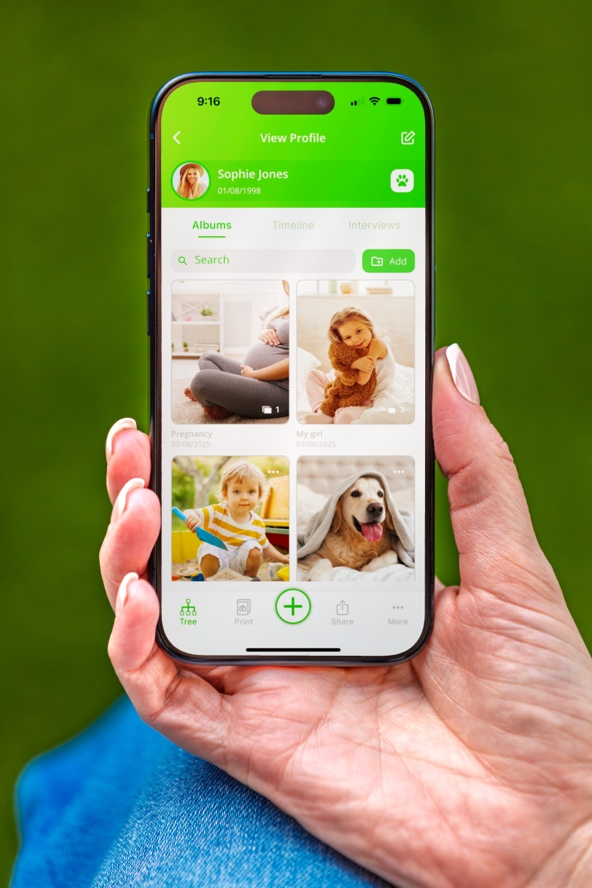 9:16
View Profile
Sophie Jones
01/08/1998
Albums Timeline Interviews
Search Add
1
Pregnancy My girl
03/08/2025 03/08/2025
Tree Print Share More